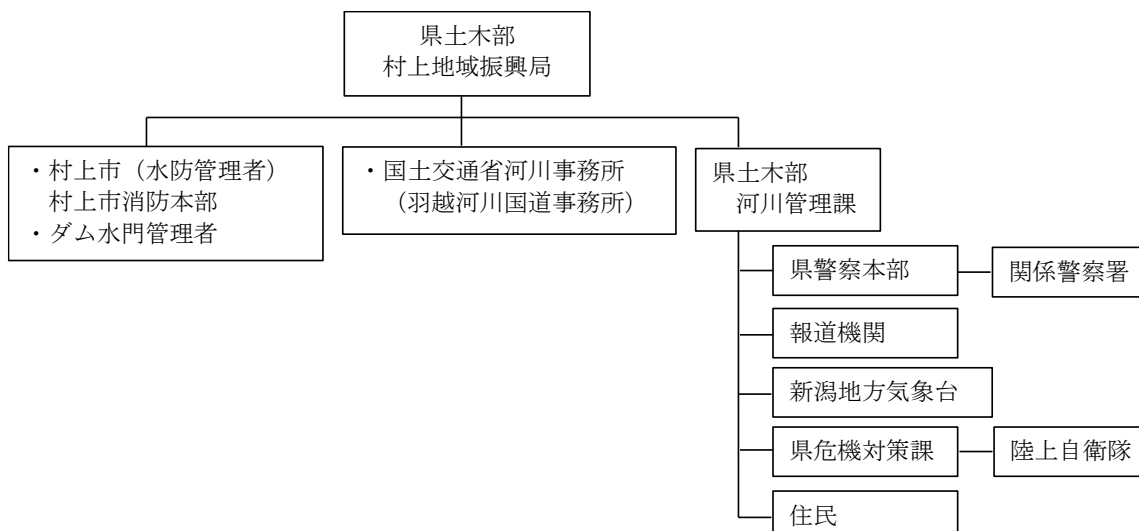 県土木部
村上地域振興局
・村上市（水防管理者）
村上市消防本部
・ダム水門管理者
・国土交通省河川事務所
（羽越河川国道事務所）
県土木部
河川管理課
県警察本部
関係警察署
報道機関
新潟地方気象台
県危機対策課
陸上自衛隊
住民